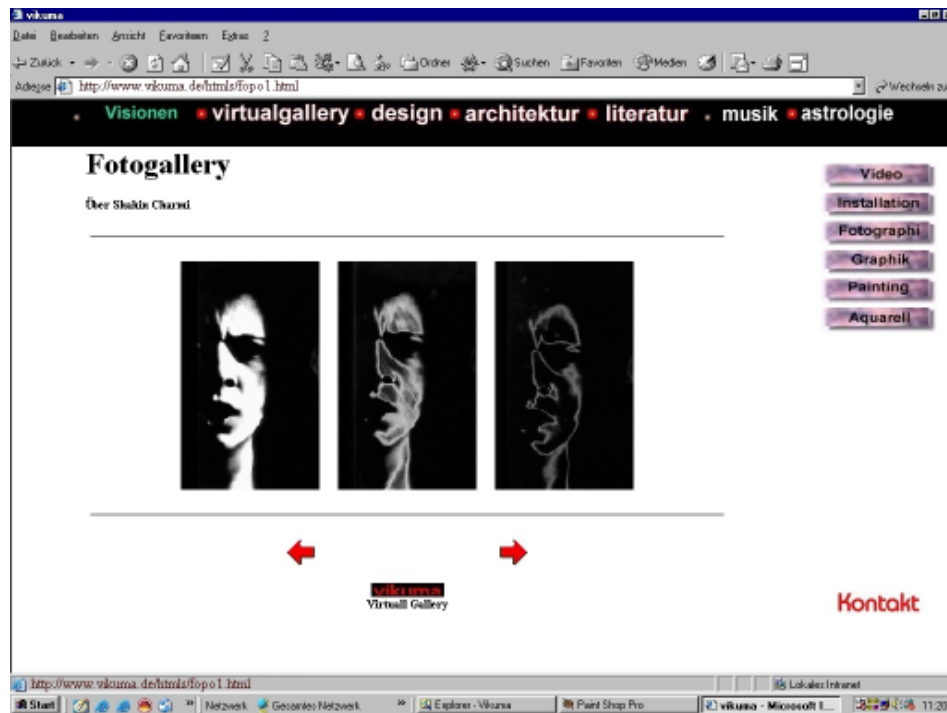 vikuma
Datei Bearbeiten Ansicht Favoriten Extras ?
Zurück Ordner Suchen Favoriten Medien
Adresse http://www.vikuma.de/htmls/fopo1.html Wechseln zu
Visionen virtualgallery design architektur literatur musik astrologie
Fotogallery
Über Shahin Charmi
Video
Installation
Fotographi
Graphik
Painting
Aquarell
vikuma
Virtuall Gallery
Kontakt
http://www.vikuma.de/htmls/fopo1.html Lokales Intranet
Start Netzwerk Gesamtes Netzwerk Explorer - Vikuma Paint Shop Pro vikuma - Microsoft I...